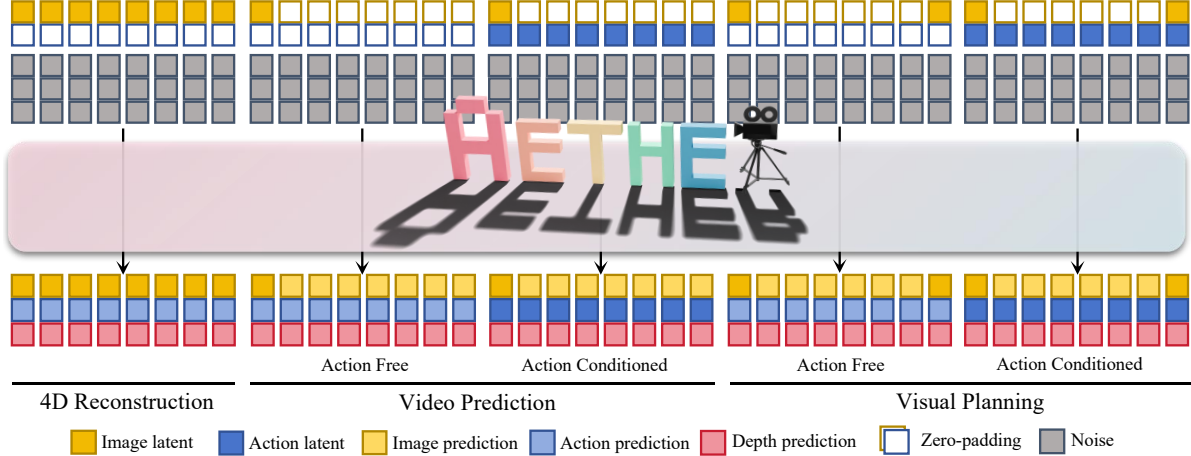 AETHE
Action Free
Action Conditioned
Action Free
Action Conditioned
4D Reconstruction
Video Prediction
Visual Planning
Image latent
Action latent
Image prediction
Action prediction
Depth prediction
Zero-padding
Noise